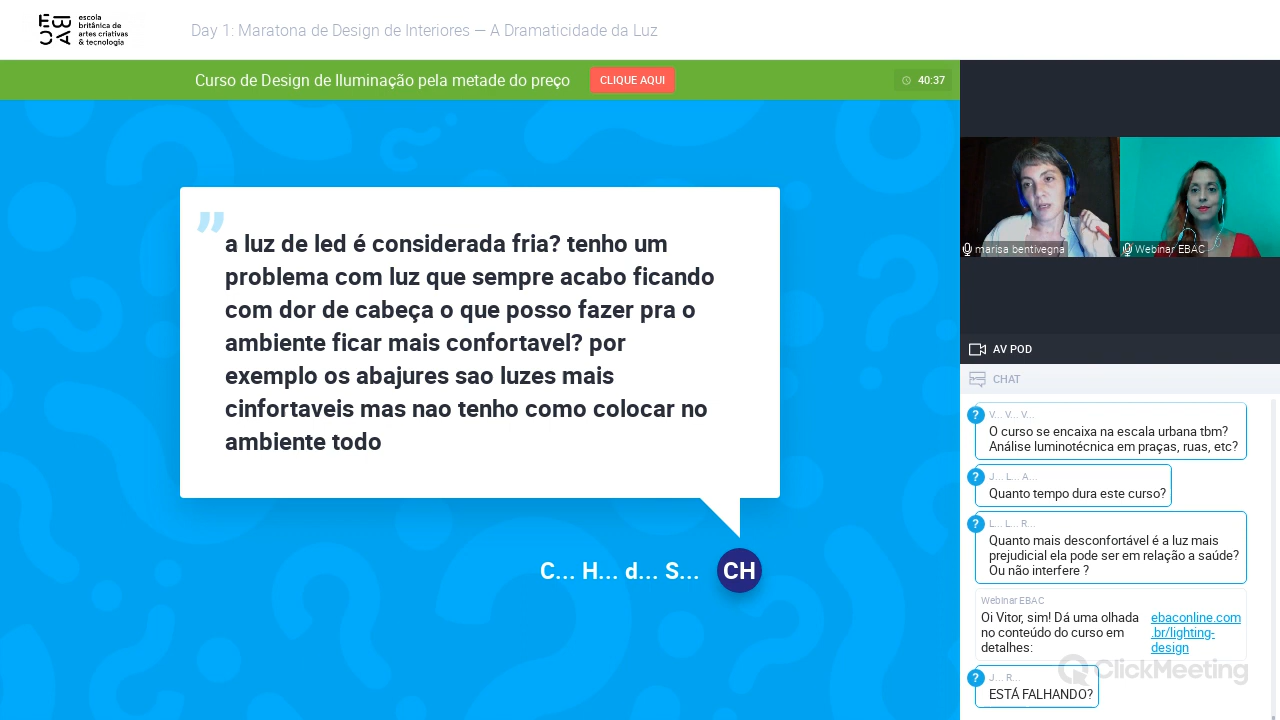 EBAC
escola
britânica de
artes criativas
& tecnologia
Day 1: Maratona de Design de Interiores — A Dramaticidade da Luz
Curso de Design de Iluminação pela metade do preço
CLIQUE AQUI
40:37
”
a luz de led é considerada fria? tenho um
problema com luz que sempre acabo ficando
com dor de cabeça o que posso fazer pra o
ambiente ficar mais confortavel? por
exemplo os abajures sao luzes mais
cinfortaveis mas nao tenho como colocar no
ambiente todo
C... H... d... S...
CH
marisa bentivegna
Webinar EBAC
AV POD
CHAT
?
V... V... V...
O curso se encaixa na escala urbana tbm?
Análise luminotécnica em praças, ruas, etc?
?
J... L... A...
Quanto tempo dura este curso?
?
L... L... R...
Quanto mais desconfortável é a luz mais
prejudicial ela pode ser em relação a saúde?
Ou não interfere ?
Webinar EBAC
Oi Vitor, sim! Dá uma olhada
no conteúdo do curso em
detalhes:
ebaconline.com
.br/lighting-
design
ClickMeeting
?
J... R...
ESTÁ FALHANDO?